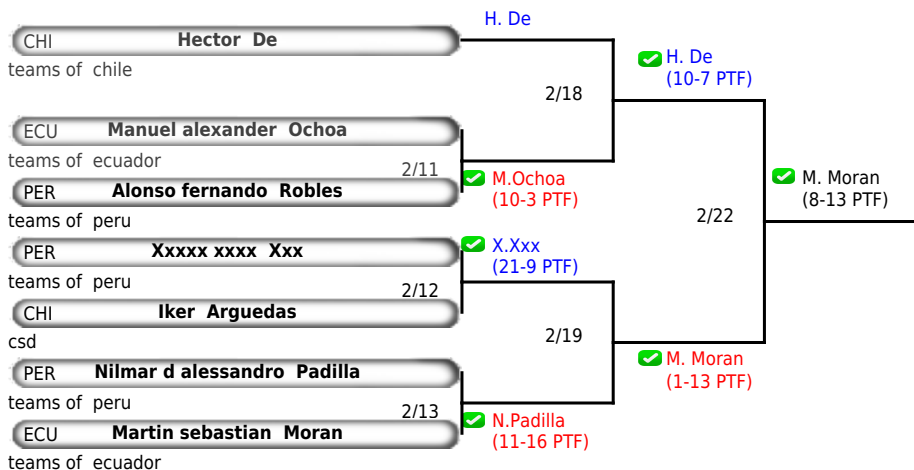 H. De
CHI Hector De
teams of chile
H. De
(10-7 PTF)
2/18
ECU Manuel alexander Ochoa
teams of ecuador
2/11
M.Ochoa
(10-3 PTF)
PER Alonso fernando Robles
teams of peru
M. Moran
(8-13 PTF)
2/22
PER Xxxxx xxxx Xxx
teams of peru
X.Xxx
(21-9 PTF)
2/12
CHI Iker Arguedas
csd
2/19
M. Moran
(1-13 PTF)
PER Nilmar d alessandro Padilla
teams of peru
2/13
N.Padilla
(11-16 PTF)
ECU Martin sebastian Moran
teams of ecuador